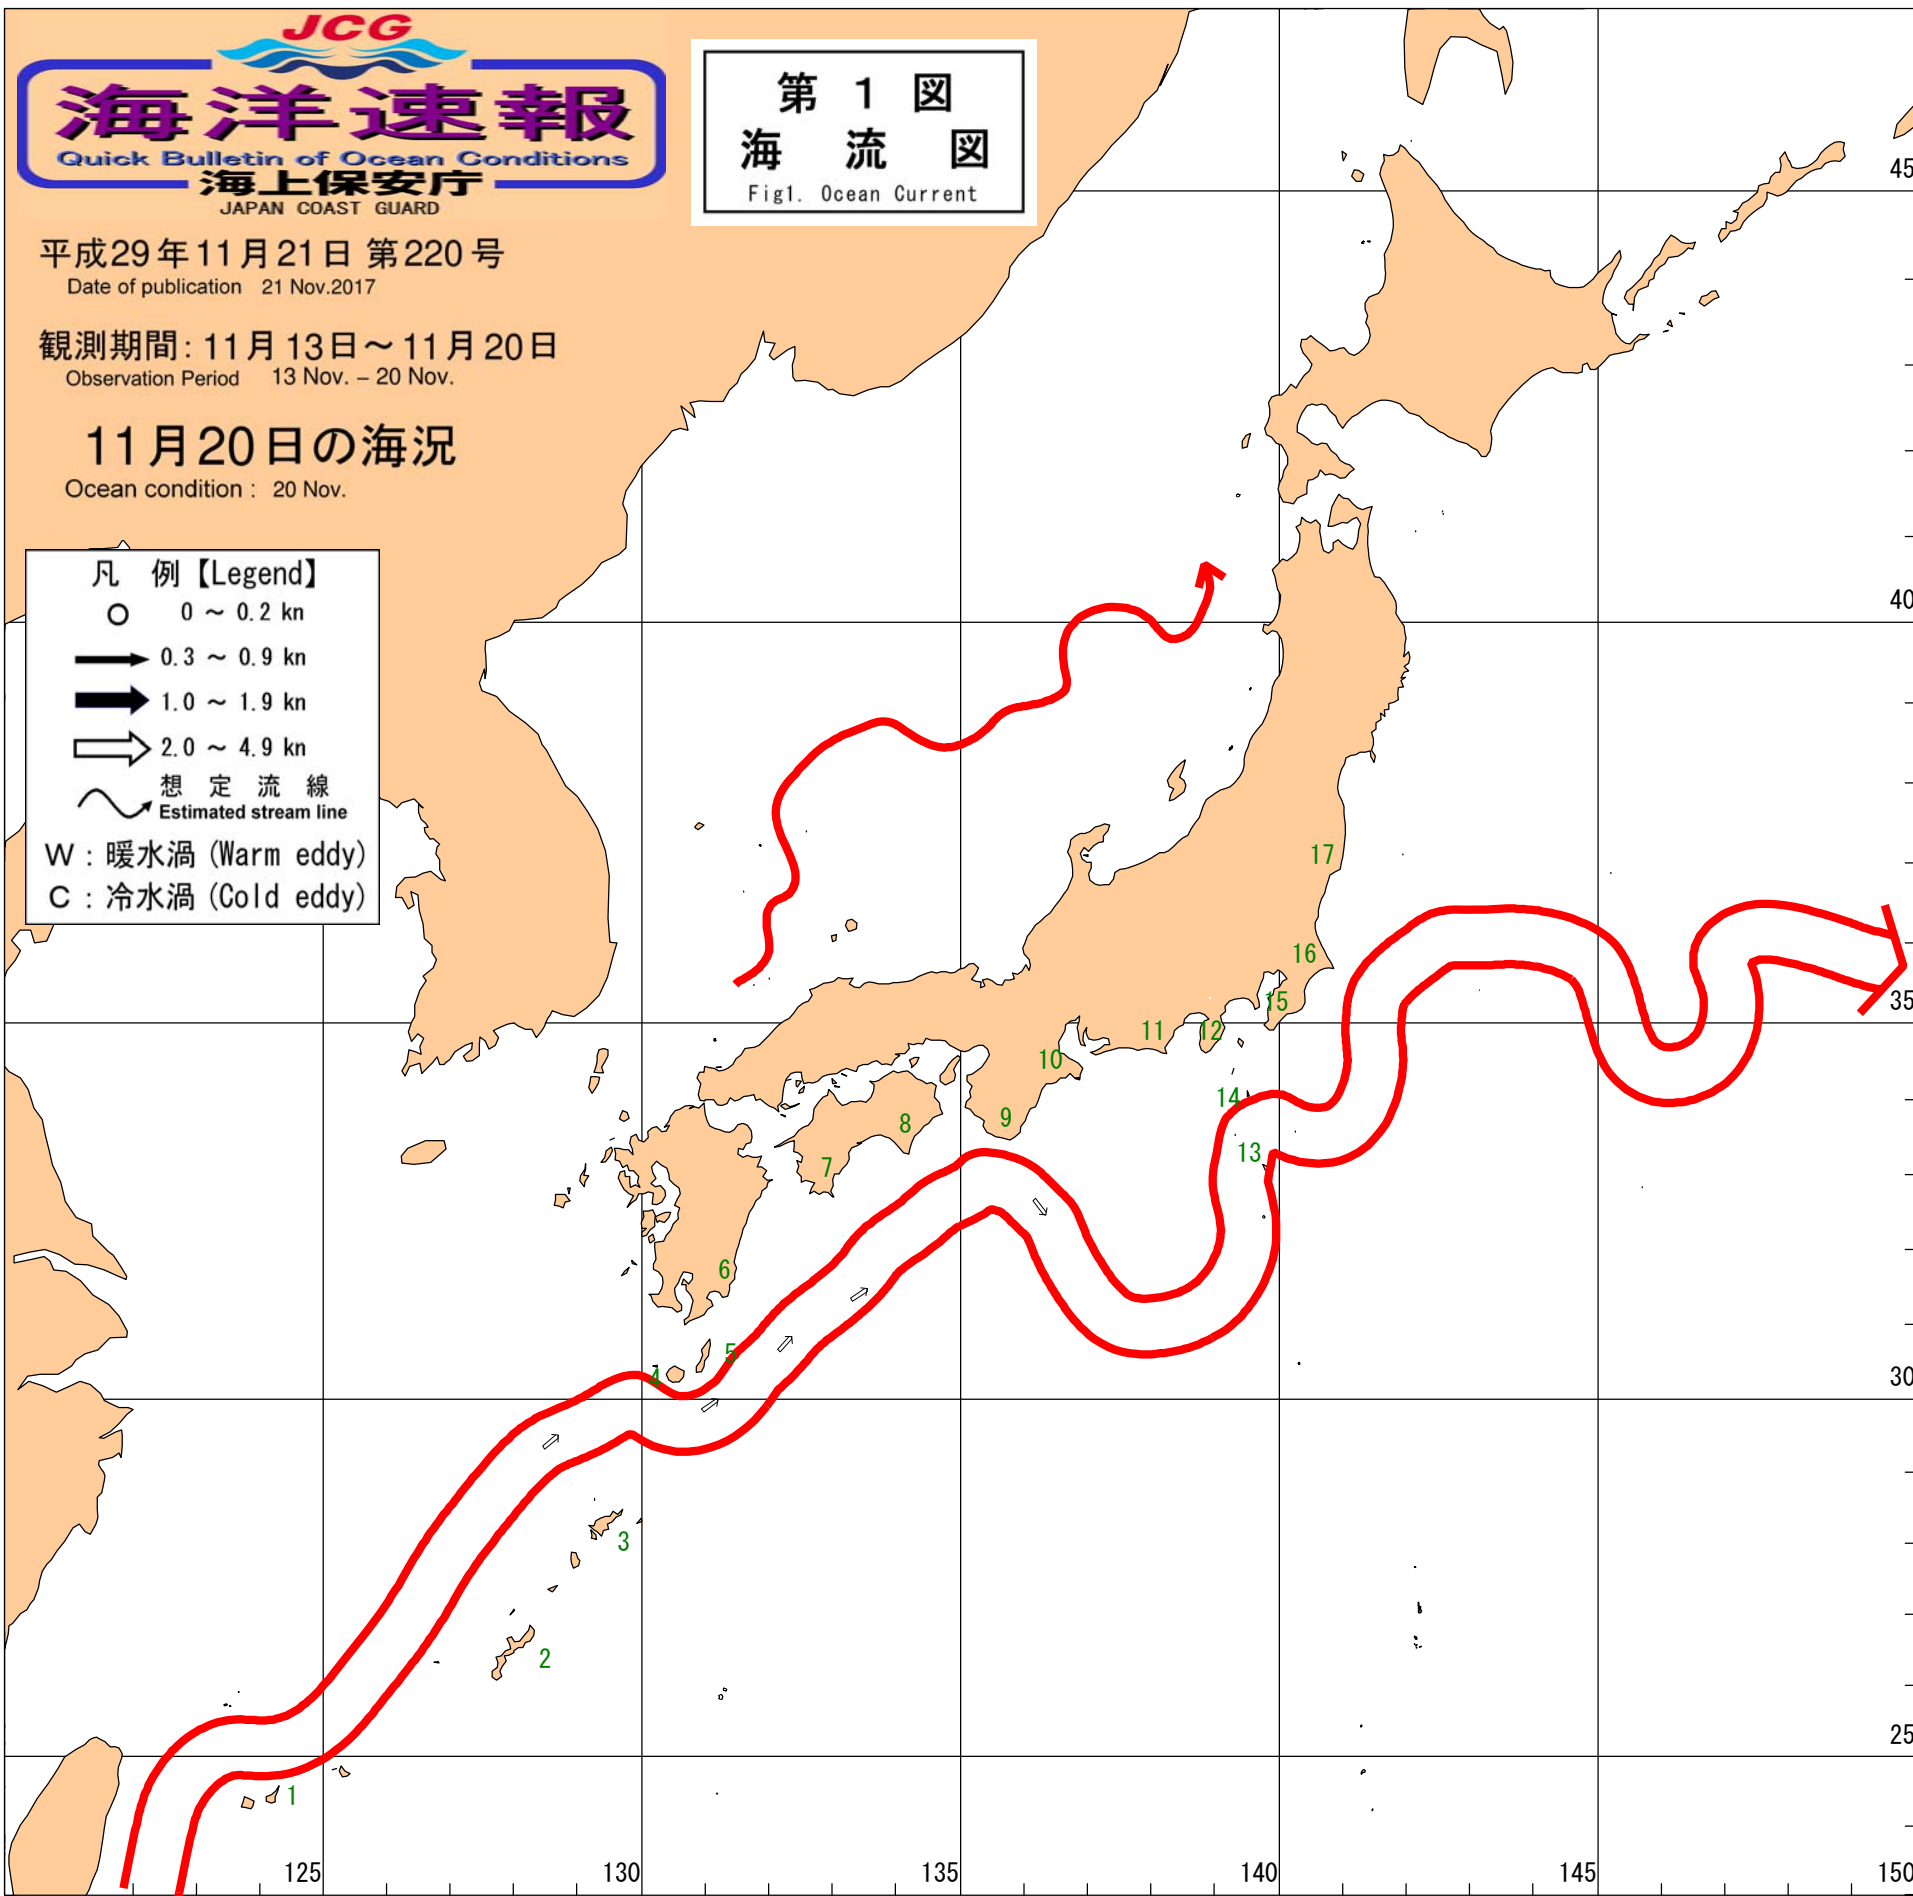 JCG
海洋速報
Quick Bulletin of Ocean Conditions
海上保安庁
JAPAN COAST GUARD
第 1 図
海 流 図
Fig1. Ocean Current
平成29年11月21日 第220号
Date of publication 21 Nov.2017
観測期間: 11月13日～11月20日
Observation Period 13 Nov. – 20 Nov.
11月20日の海況
Ocean condition : 20 Nov.
凡 例【Legend】
0 ～ 0.2 kn
0.3 ～ 0.9 kn
1.0 ～ 1.9 kn
2.0 ～ 4.9 kn
想 定 流 線
Estimated stream line
W : 暖水渦 (Warm eddy)
C : 冷水渦 (Cold eddy)
45
40
35
30
25
17
16
15
12
11
10
14
9
8
13
7
6
5
4
3
2
1
125
130
135
140
145
150